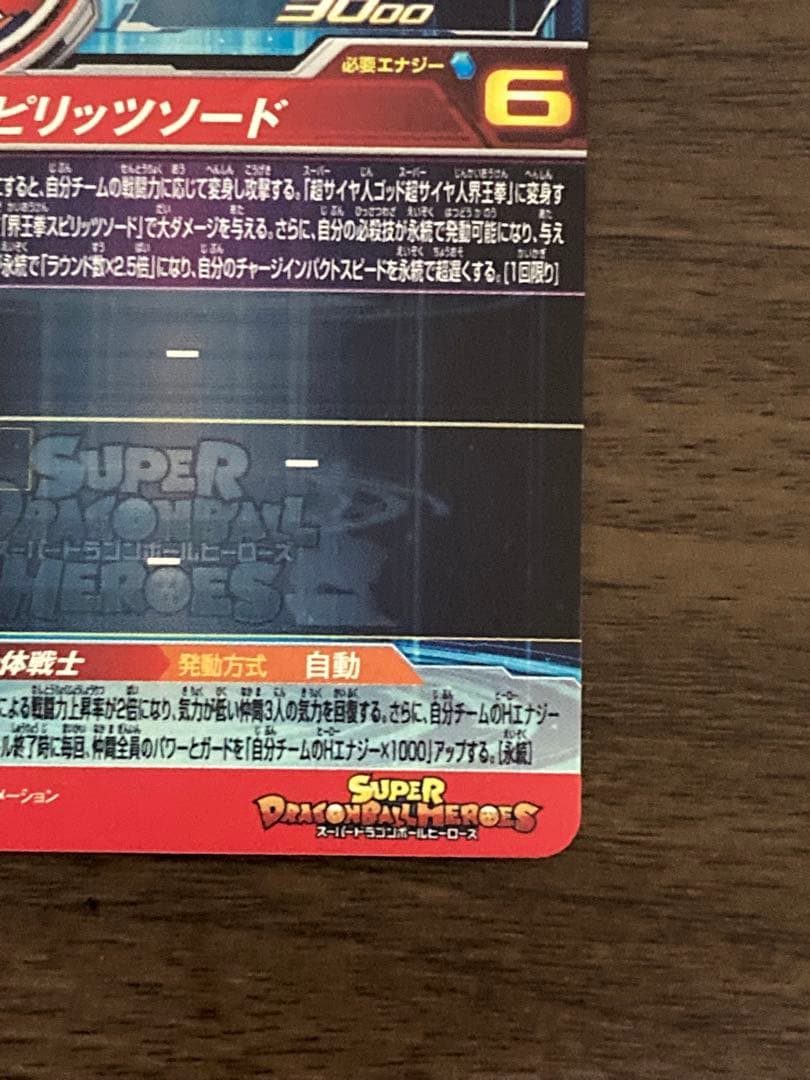 3000
必要エナジー 6
ピリッツソード
にすると、自分チームの戦闘力に応じて変身し攻撃する。「超サイヤ人ゴッド超サイヤ人界王拳」に変身す
「界王拳スピリッツソード」で大ダメージを与える。さらに、自分の必殺技が永続で発動可能になり、与え
が永続で「ラウンド数×2.5倍」になり、自分のチャージインパクトスピードを永続で超遅くする。[1回限り]
ー
ー
SUPER
DRAGONBALL
スーパードラゴンボールヒーローズ
HEROES
ー
体戦士 発動方式 自動
による戦闘力上昇率が2倍になり、気力が低い仲間3人の気力を回復する。さらに、自分チームのHエナジー
ル終了時に毎回、仲間全員のパワーとガードを「自分チームのHエナジー×1000」アップする。[永続]
メーション
SUPER
DRAGONBALL HEROES
スーパードラゴンボールヒーローズ